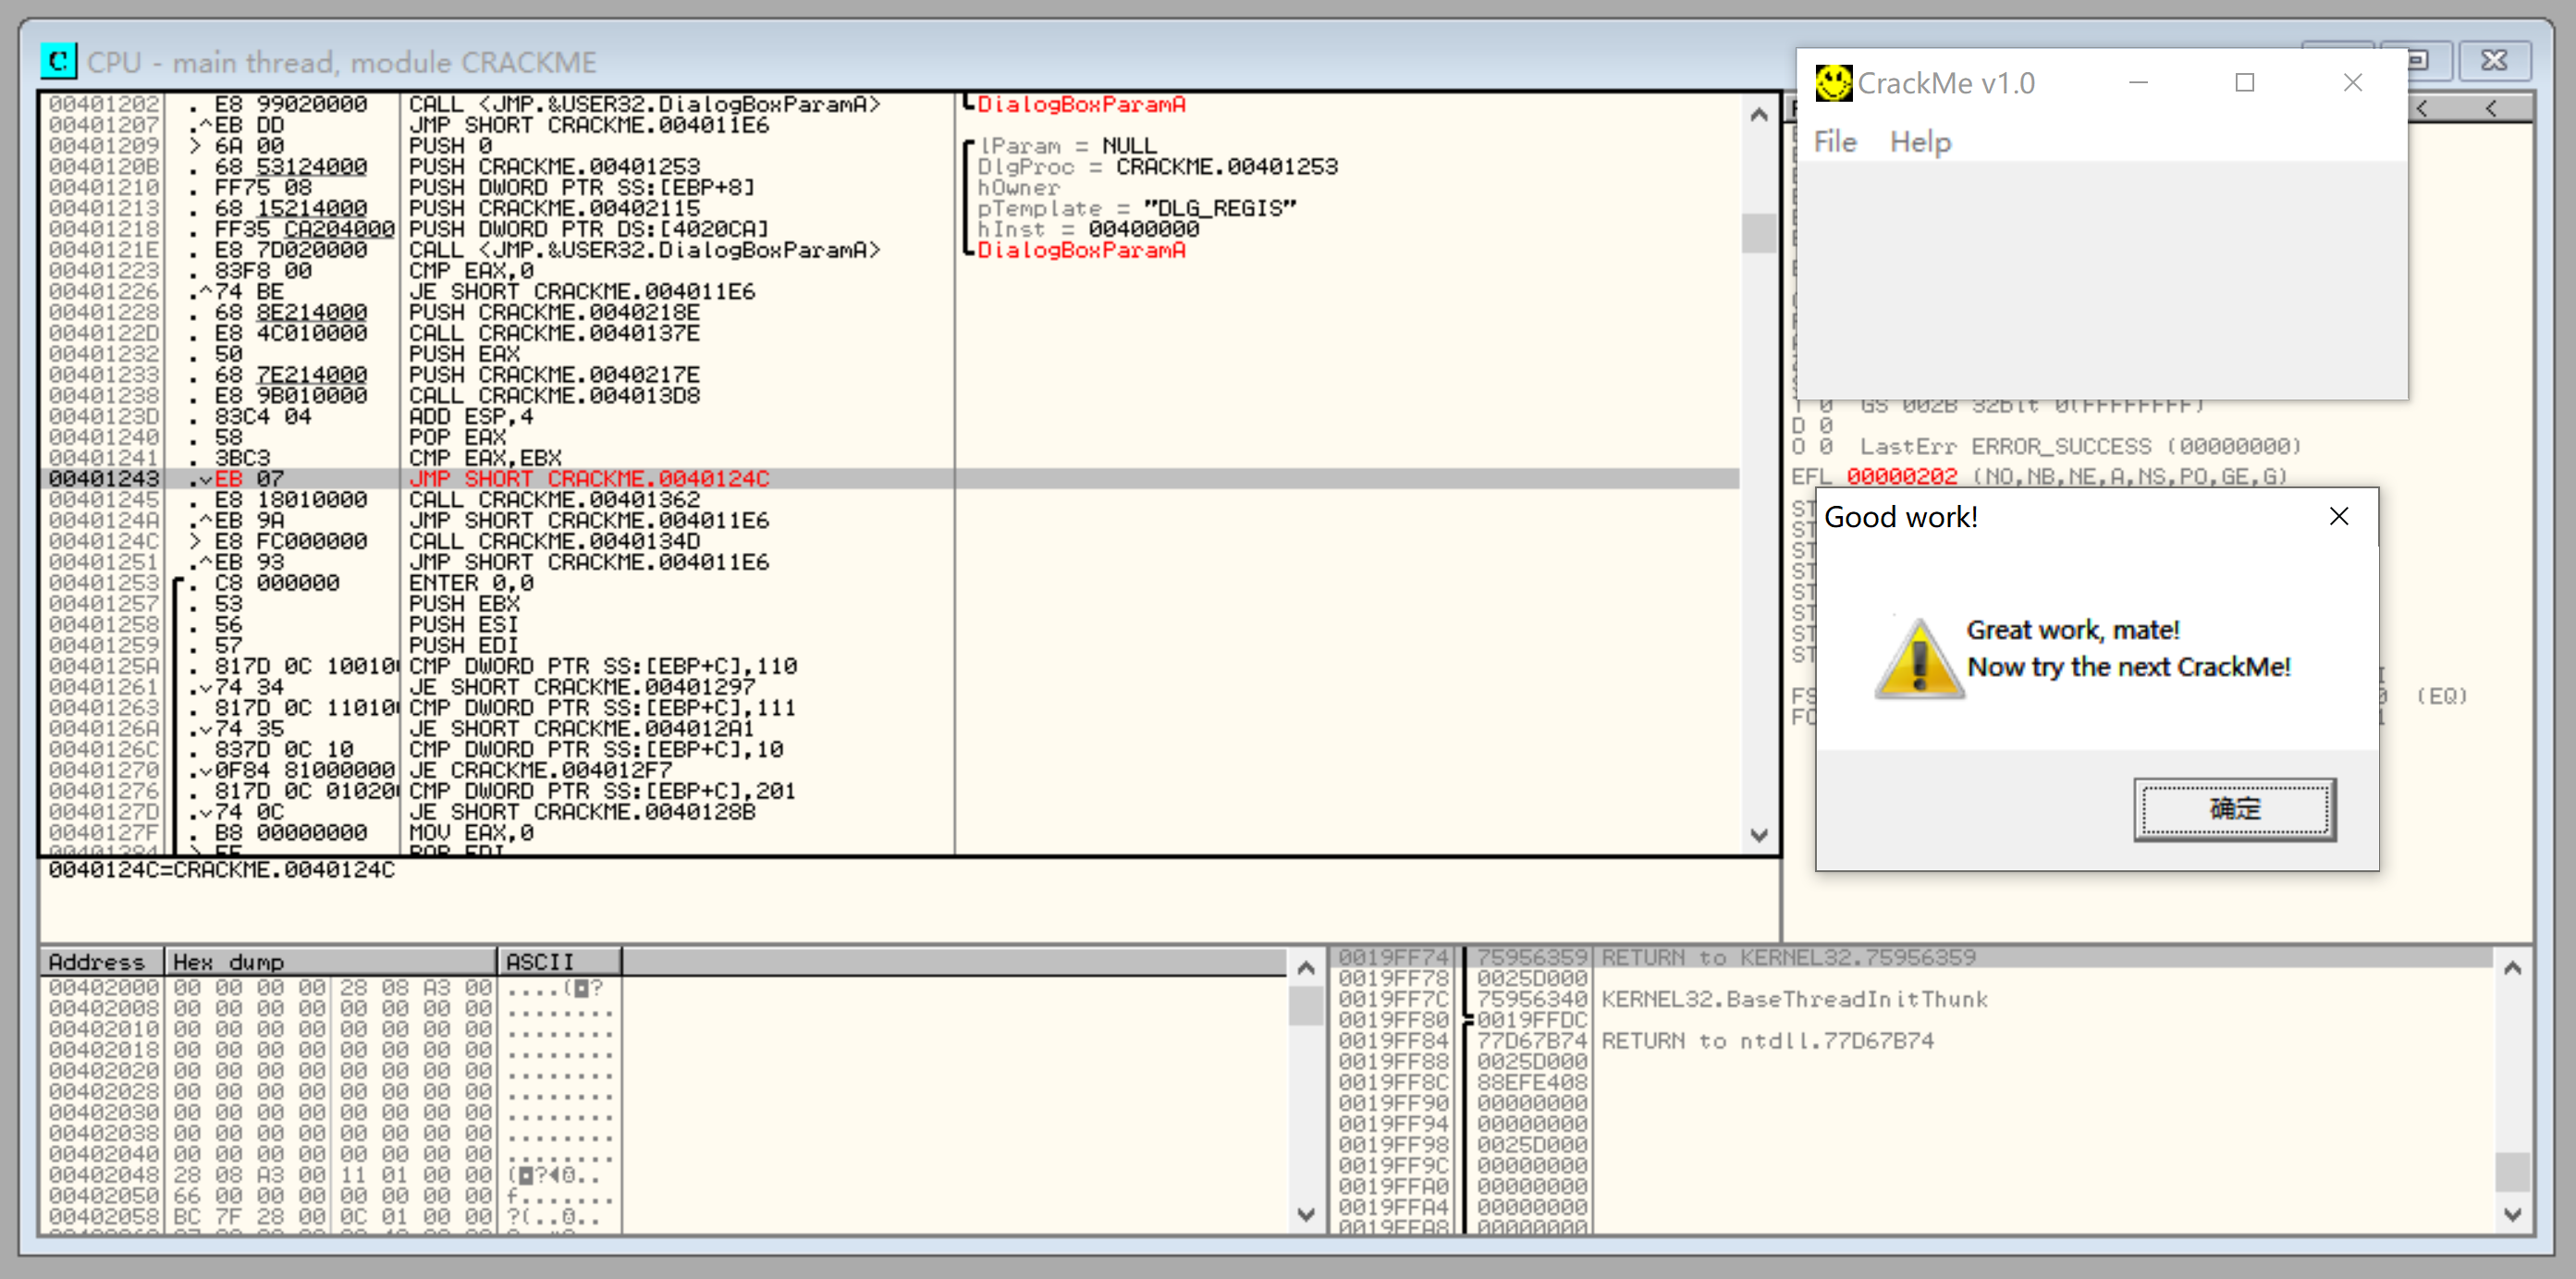 CPU - main thread, module CRACKME
00401202 . E8 99020000 CALL <JMP.&USER32.DialogBoxParamA> DialogBoxParamA
00401207 .^EB DD JMP SHORT CRACKME.004011E6
00401209 > 6A 00 PUSH 0 lParam = NULL
0040120B . 68 53124000 PUSH CRACKME.00401253 DlgProc = CRACKME.00401253
00401210 . FF75 08 PUSH DWORD PTR SS:[EBP+8] hOwner
00401213 . 68 15214000 PUSH CRACKME.00402115 pTemplate = "DLG_REGIS"
00401218 . FF35 CA204000 PUSH DWORD PTR DS:[4020CA] hInst = 00400000
0040121E . E8 7D020000 CALL <JMP.&USER32.DialogBoxParamA> DialogBoxParamA
00401223 . 83F8 00 CMP EAX,0
00401226 .^74 BE JE SHORT CRACKME.004011E6
00401228 . 68 8E214000 PUSH CRACKME.0040218E
0040122D . E8 4C010000 CALL CRACKME.0040137E
00401232 . 50 PUSH EAX
00401233 . 68 7E214000 PUSH CRACKME.0040217E
00401238 . E8 9B010000 CALL CRACKME.004013D8
0040123D . 83C4 04 ADD ESP,4
00401240 . 58 POP EAX
00401241 . 3BC3 CMP EAX,EBX
00401243 .vEB 07 JMP SHORT CRACKME.0040124C
00401245 . E8 18010000 CALL CRACKME.00401362
0040124A .^EB 9A JMP SHORT CRACKME.004011E6
0040124C > E8 FC000000 CALL CRACKME.0040134D
00401251 .^EB 93 JMP SHORT CRACKME.004011E6
00401253 . C8 000000 ENTER 0,0
00401257 . 53 PUSH EBX
00401258 . 56 PUSH ESI
00401259 . 57 PUSH EDI
0040125A . 817D 0C 10010 CMP DWORD PTR SS:[EBP+C],110
00401261 .v74 34 JE SHORT CRACKME.00401297
00401263 . 817D 0C 11010 CMP DWORD PTR SS:[EBP+C],111
0040126A .v74 35 JE SHORT CRACKME.004012A1
0040126C . 837D 0C 10 CMP DWORD PTR SS:[EBP+C],10
00401270 .v0F84 81000000 JE CRACKME.004012F7
00401276 . 817D 0C 01020 CMP DWORD PTR SS:[EBP+C],201
0040127D .v74 0C JE SHORT CRACKME.0040128B
0040127F . B8 00000000 MOV EAX,0
0040124C=CRACKME.0040124C
CrackMe v1.0
File Help
T 0 GS 002B 32bit 0(FFFFFFFF)
D 0
O 0 LastErr ERROR_SUCCESS (00000000)
EFL 00000202 (NO,NB,NE,A,NS,PO,GE,G)
(EQ)
Good work!
Great work, mate!
Now try the next CrackMe!
确定
Address Hex dump ASCII
00402000 00 00 00 00 28 08 A3 00 ....(◘?
00402008 00 00 00 00 00 00 00 00 ........
00402010 00 00 00 00 00 00 00 00 ........
00402018 00 00 00 00 00 00 00 00 ........
00402020 00 00 00 00 00 00 00 00 ........
00402028 00 00 00 00 00 00 00 00 ........
00402030 00 00 00 00 00 00 00 00 ........
00402038 00 00 00 00 00 00 00 00 ........
00402040 00 00 00 00 00 00 00 00 ........
00402048 28 08 A3 00 11 01 00 00 (◘?◄0..
00402050 66 00 00 00 00 00 00 00 f.......
00402058 BC 7F 28 00 0C 01 00 00 ?(..0..
0019FF74 75956359 RETURN to KERNEL32.75956359
0019FF78 0025D000
0019FF7C 75956340 KERNEL32.BaseThreadInitThunk
0019FF80 0019FFDC
0019FF84 77D67B74 RETURN to ntdll.77D67B74
0019FF88 0025D000
0019FF8C 88EFE408
0019FF90 00000000
0019FF94 00000000
0019FF98 0025D000
0019FF9C 00000000
0019FFA0 00000000
0019FFA4 00000000
0019FFA8 00000000